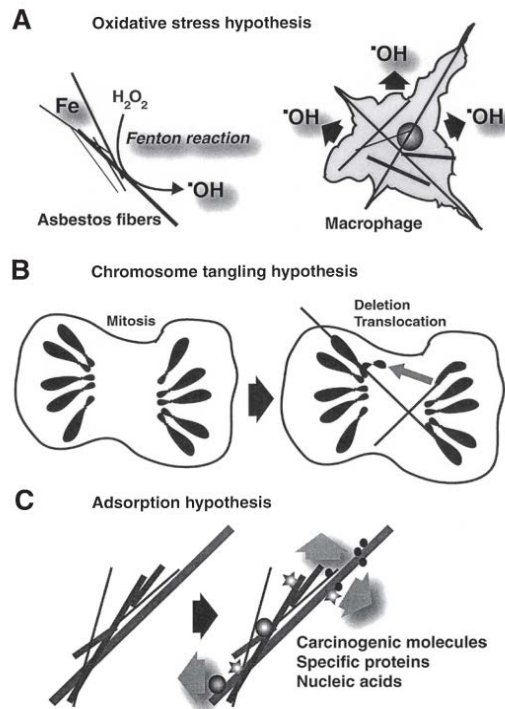 A Oxidative stress hypothesis
Fe
H₂O₂
Fenton reaction
•OH
Asbestos fibers
•OH
•OH
•OH
Macrophage
B Chromosome tangling hypothesis
Mitosis
Deletion
Translocation
C Adsorption hypothesis
Carcinogenic molecules
Specific proteins
Nucleic acids